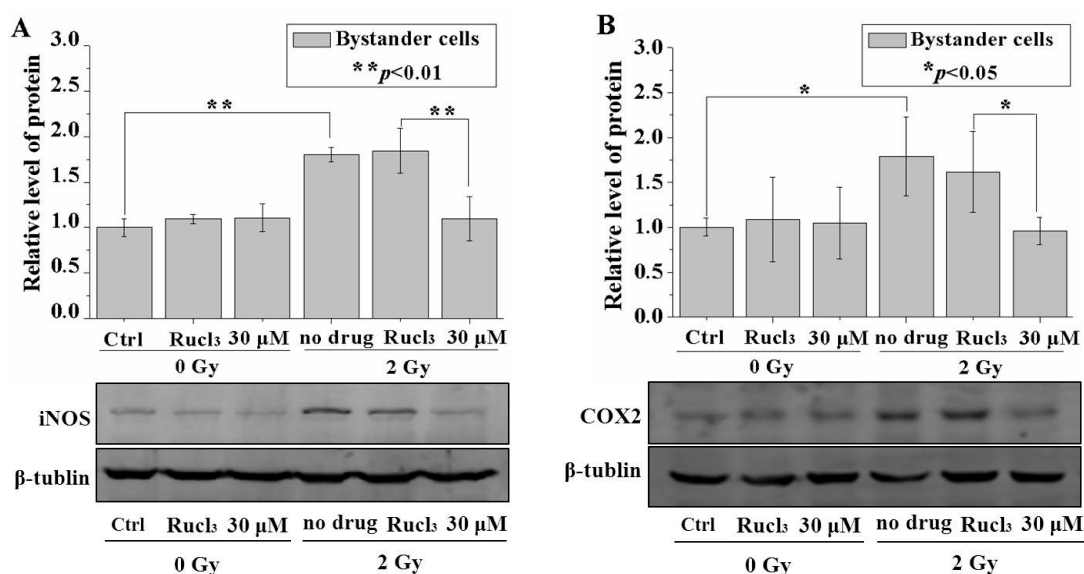 A
Relative level of protein
3.0
2.5
2.0
1.5
1.0
0.5
0.0
Bystander cells
**p<0.01
**
**
Ctrl Rucl₃ 30 µM no drug Rucl₃ 30 µM
0 Gy 2 Gy
iNOS
β-tublin
Ctrl Rucl₃ 30 µM no drug Rucl₃ 30 µM
0 Gy 2 Gy
B
Relative level of protein
3.0
2.5
2.0
1.5
1.0
0.5
0.0
Bystander cells
*p<0.05
*
*
Ctrl Rucl₃ 30 µM no drug Rucl₃ 30 µM
0 Gy 2 Gy
COX2
β-tublin
Ctrl Rucl₃ 30 µM no drug Rucl₃ 30 µM
0 Gy 2 Gy